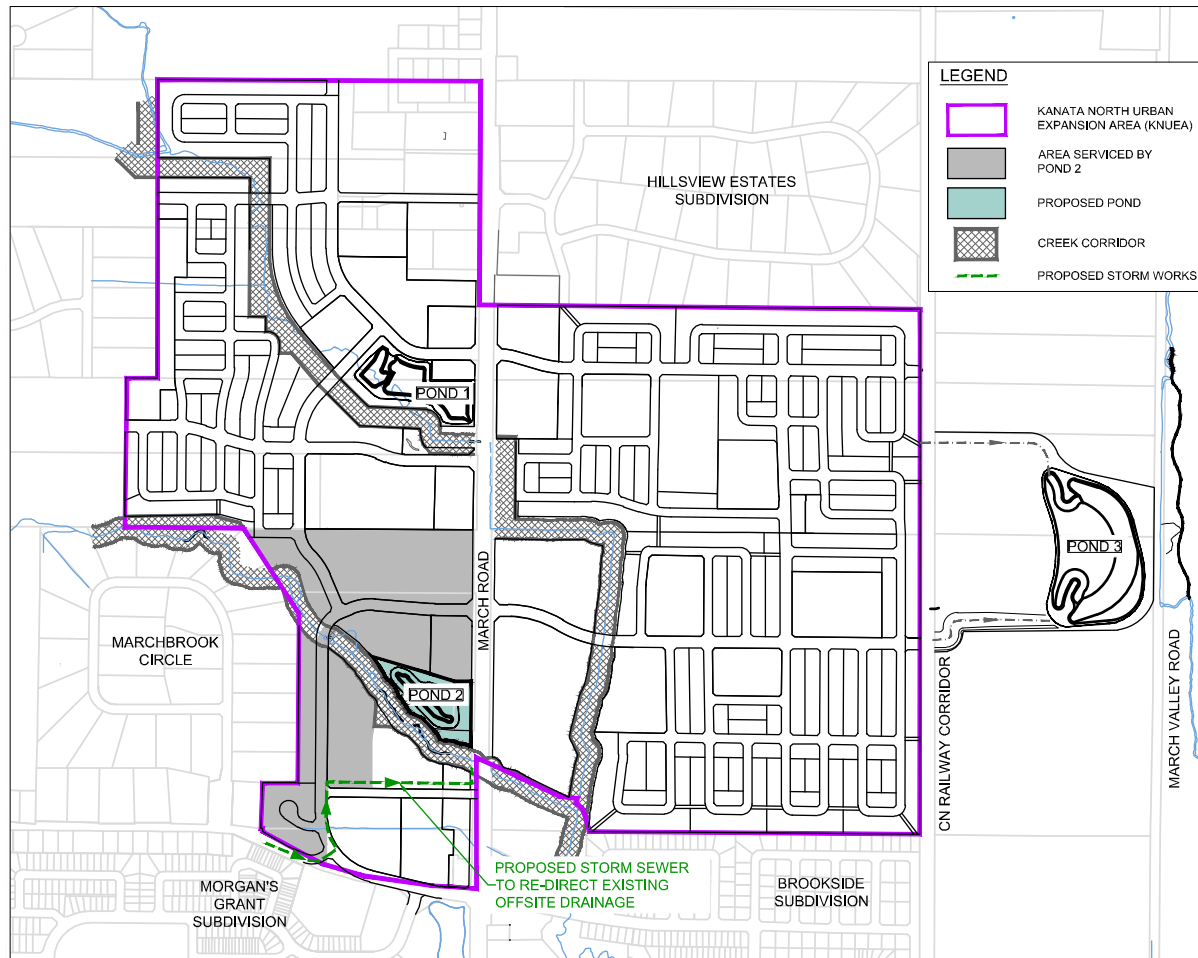 LEGEND
KANATA NORTH URBAN
EXPANSION AREA (KNUEA)
AREA SERVICED BY
POND 2
PROPOSED POND
CREEK CORRIDOR
PROPOSED STORM WORKS
HILLSVIEW ESTATES
SUBDIVISION
POND 1
MARCH ROAD
POND 3
MARCHBROOK
CIRCLE
POND 2
CN RAILWAY CORRIDOR
MARCH VALLEY ROAD
PROPOSED STORM SEWER
TO RE-DIRECT EXISTING
OFFSITE DRAINAGE
MORGAN'S
GRANT
SUBDIVISION
BROOKSIDE
SUBDIVISION